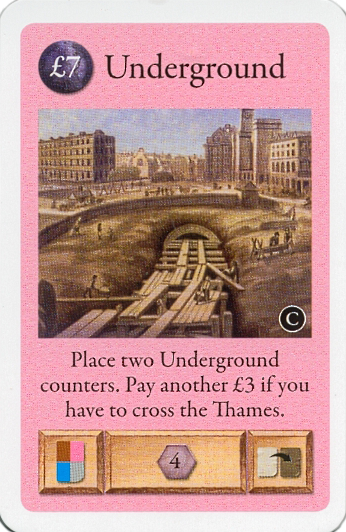 £7 Underground
C
Place two Underground
counters. Pay another £3 if you
have to cross the Thames.
4